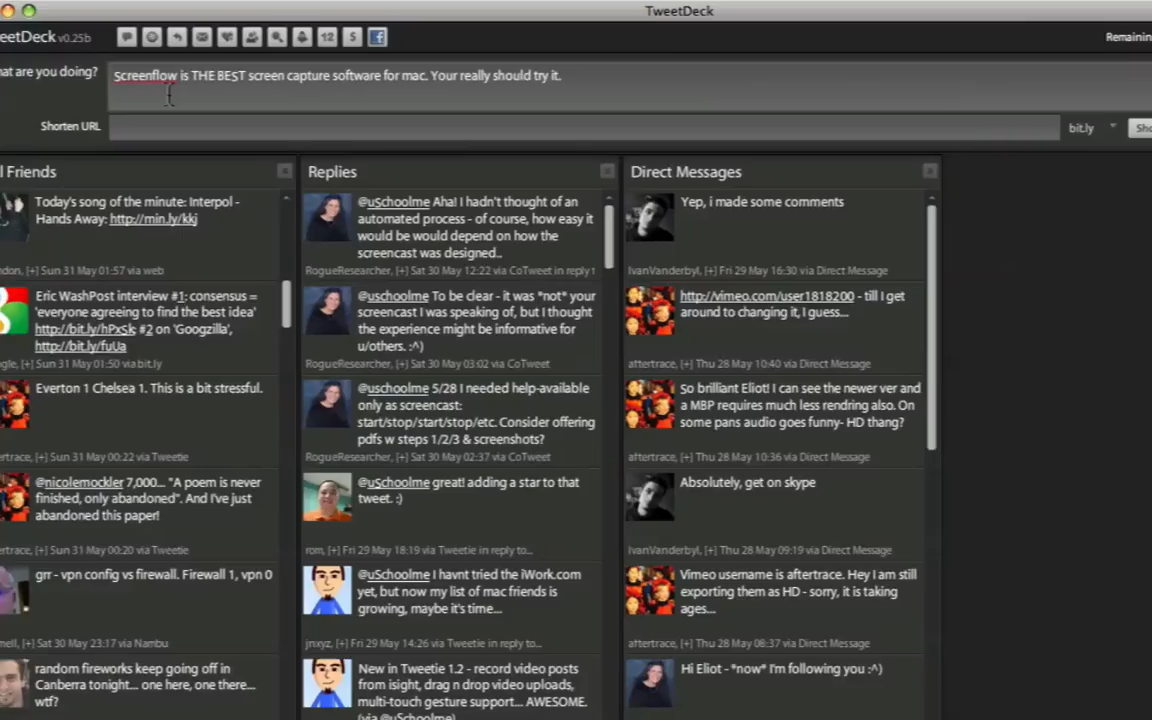 TweetDeck
eetDeck v0.25b
12
$
f
Remainin
hat are you doing?
Screenflow is THE BEST screen capture software for mac. Your really should try it.
Shorten URL
bit.ly
Sho
l Friends
Today's song of the minute: Interpol -
Hands Away: http://min.ly/kkj
ndon, [+] Sun 31 May 01:57 via web
Eric WashPost interview #1: consensus =
'everyone agreeing to find the best idea'
http://bit.ly/hPxSk #2 on 'Googzilla',
http://bit.ly/fuUa
gle, [+] Sun 31 May 01:50 via bit.ly
Everton 1 Chelsea 1. This is a bit stressful.
ertrace, [+] Sun 31 May 00:22 via Tweetie
@nicolemockler 7,000... "A poem is never
finished, only abandoned". And I've just
abandoned this paper!
ertrace, [+] Sun 31 May 00:20 via Tweetie
grr - vpn config vs firewall. Firewall 1, vpn 0
mell, [+] Sat 30 May 23:17 via Nambu
random fireworks keep going off in
Canberra tonight... one here, one there...
wtf?
Replies
@uSchoolme Aha! I hadn't thought of an
automated process - of course, how easy it
would be would depend on how the
screencast was designed..
RogueResearcher, [+] Sat 30 May 12:22 via CoTweet in reply t
@uschoolme To be clear - it was *not* your
screencast I was speaking of, but I thought
the experience might be informative for
u/others. :^)
RogueResearcher, [+] Sat 30 May 03:02 via CoTweet
@uschoolme 5/28 I needed help-available
only as screencast:
start/stop/start/stop/etc. Consider offering
pdfs w steps 1/2/3 & screenshots?
RogueResearcher, [+] Sat 30 May 02:37 via CoTweet
@uSchoolme great! adding a star to that
tweet. :)
rom, [+] Fri 29 May 18:19 via Tweetie in reply to...
@uSchoolme I havnt tried the iWork.com
yet, but now my list of mac friends is
growing, maybe it's time...
jnxyz, [+] Fri 29 May 14:26 via Tweetie in reply to...
New in Tweetie 1.2 - record video posts
from isight, drag n drop video uploads,
multi-touch gesture support... AWESOME.
(via @uSchoolme)
Direct Messages
Yep, i made some comments
IvanVanderbyl, [+] Fri 29 May 16:30 via Direct Message
http://vimeo.com/user1818200 - till I get
around to changing it, I guess...
aftertrace, [+] Thu 28 May 10:40 via Direct Message
So brilliant Eliot! I can see the newer ver and
a MBP requires much less rendring also. On
some pans audio goes funny- HD thang?
aftertrace, [+] Thu 28 May 10:36 via Direct Message
Absolutely, get on skype
IvanVanderbyl, [+] Thu 28 May 09:19 via Direct Message
Vimeo username is aftertrace. Hey I am still
exporting them as HD - sorry, it is taking
ages...
aftertrace, [+] Thu 28 May 08:37 via Direct Message
Hi Eliot - *now* I'm following you :^)